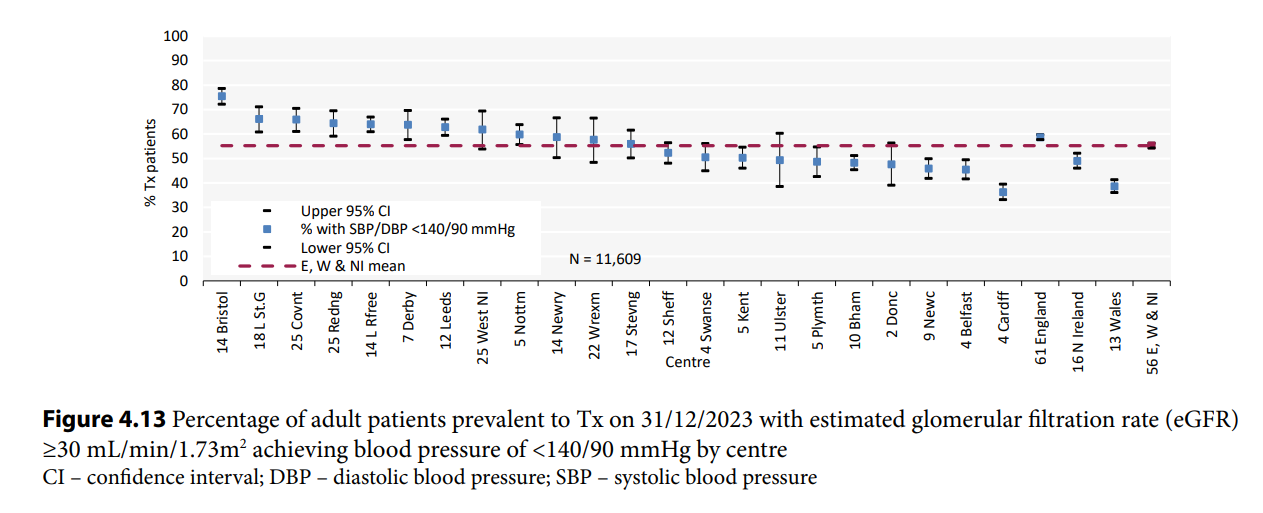 100
90
80
70
60
50
40
30
20
10
0
% Tx patients
Upper 95% CI
% with SBP/DBP <140/90 mmHg
Lower 95% CI
E, W & NI mean
N = 11,609
14 Bristol
18 L St.G
25 Covnt
25 Redng
14 L Rfree
7 Derby
12 Leeds
25 West NI
5 Nottm
14 Newry
22 Wrexm
17 Stevng
12 Sheff
4 Swanse
5 Kent
11 Ulster
5 Plymth
10 Bham
2 Donc
9 Newc
4 Belfast
4 Cardff
61 England
16 N Ireland
13 Wales
56 E, W & NI
Centre
Figure 4.13 Percentage of adult patients prevalent to Tx on 31/12/2023 with estimated glomerular filtration rate (eGFR)
≥30 mL/min/1.73m² achieving blood pressure of <140/90 mmHg by centre
CI – confidence interval; DBP – diastolic blood pressure; SBP – systolic blood pressure